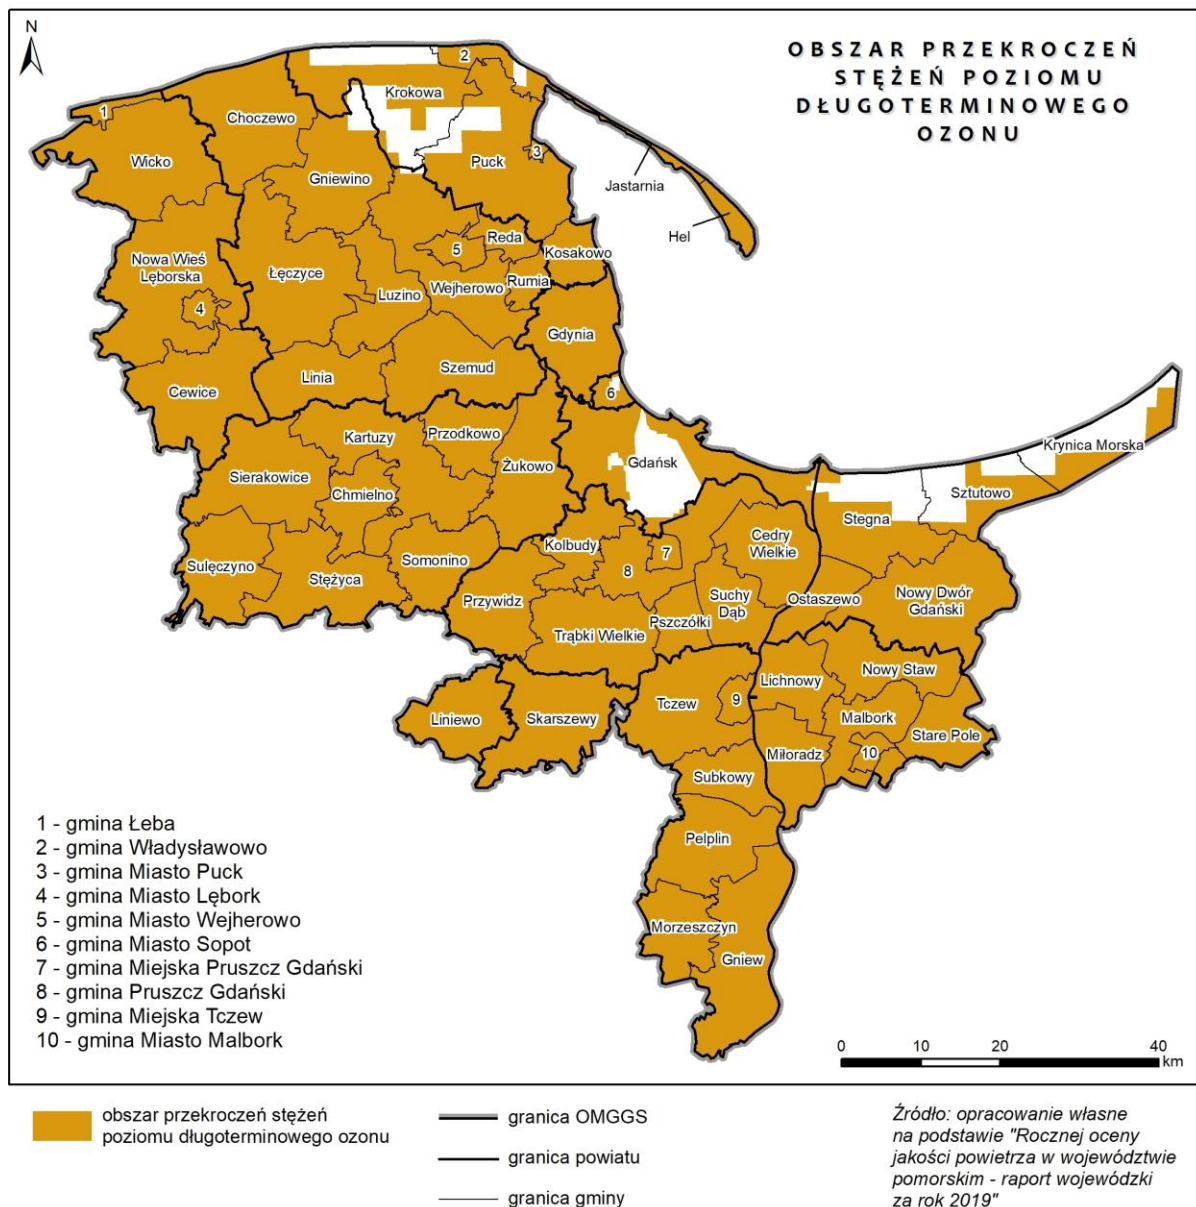 N
OBSZAR PRZEKROCZEŃ
STĘŻEŃ POZIOMU
DŁUGOTERMINOWEGO
OZONU
2
1
Krokowa
Choczewo
Wicko
Puck
3
Gniewino
Jastarnia
Hel
Reda
5
Kosakowo
Nowa Wieś
Lęborska
Łęczyce
Rumia
Wejherowo
Luzino
4
Gdynia
Szemud
Linia
Cewice
6
Kartuzy
Przodkowo
Krynica Morska
Gdańsk
Żukowo
Sierakowice
Chmielno
Sztutowo
Stegna
Cedry
Wielkie
Kolbudy
7
Somonino
Sulęczyno
8
Stężyca
Suchy
Dąb
Nowy Dwór
Gdański
Ostaszewo
Przywidz
Pszczółki
Trąbki Wielkie
Nowy Staw
Lichnowy
Tczew
9
Liniewo
Skarszewy
Malbork
Stare Pole
Miłoradz
10
Subkowy
Pelplin
Morzeszczyn
Gniew
1 - gmina Łeba
2 - gmina Władysławowo
3 - gmina Miasto Puck
4 - gmina Miasto Lębork
5 - gmina Miasto Wejherowo
6 - gmina Miasto Sopot
7 - gmina Miejska Pruszcz Gdański
8 - gmina Pruszcz Gdański
9 - gmina Miejska Tczew
10 - gmina Miasto Malbork
0 10 20 40
km
obszar przekroczeń stężeń
poziomu długoterminowego ozonu
granica OMGGS
granica powiatu
granica gminy
Źródło: opracowanie własne
na podstawie "Rocznej oceny
jakości powietrza w województwie
pomorskim - raport wojewódzki
za rok 2019"